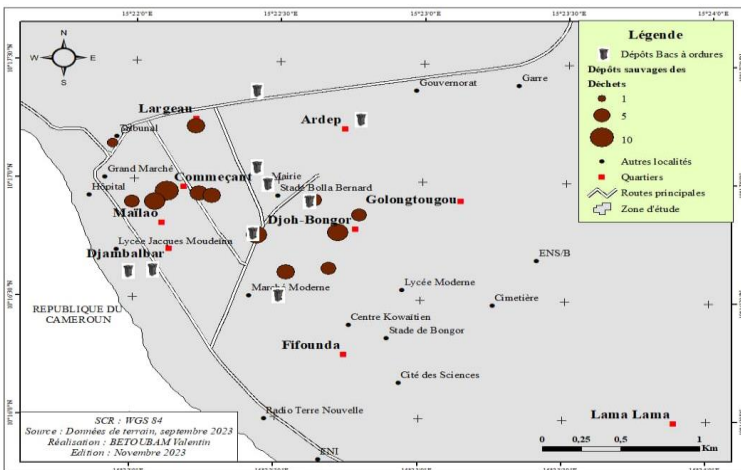 15°22'0"E 15°22'30"E 15°23'0"E 15°23'30"E 15°24'0"E
N
W E
S
Légende
Dépôts Bacs à ordures
Dépôts sauvages des
Déchets
1
5
10
Autres localités
Quartiers
Routes principales
Zone d'étude
Gouvernorat
Garre
Largeau
Ardep
Tribunal
Grand Marché
Commeçant
Mairie
Hôpital
Stade Bolla Bernard
Golongtougou
Maïlao
Djoh-Bongor
Lycée Jacques Moudeina
Djambalbar
ENS/B
Lycée Moderne
Marché Moderne
Cimetière
REPUBLIQUE DU
CAMEROUN
Centre Kowaïtien
Stade de Bongor
Fifounda
Cité des Sciences
Radio Terre Nouvelle
Lama Lama
ENI
SCR : WGS 84
Source : Données de terrain, septembre 2023
Réalisation : BETOUBAM Valentin
Edition : Novembre 2023
0 0,5 1
Km